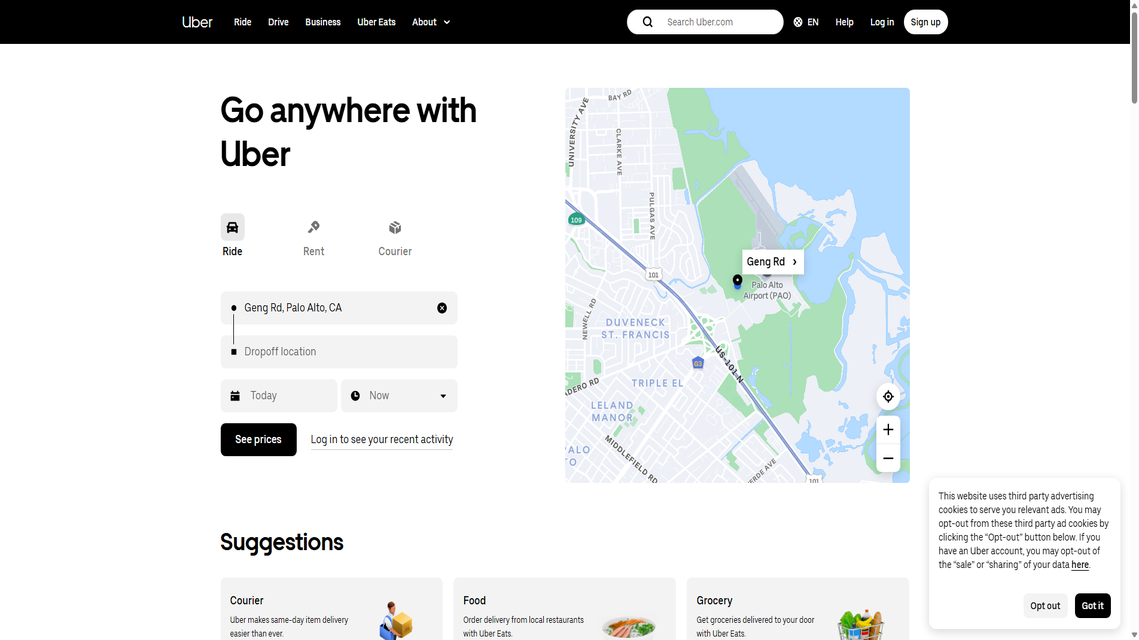 Uber
Ride
Drive
Business
Uber Eats
About
Search Uber.com
EN
Help
Log in
Sign up
Go anywhere with
Uber
Ride
Rent
Courier
Geng Rd, Palo Alto, CA
Dropoff location
Today
Now
See prices
Log in to see your recent activity
BAY RD
UNIVERSITY AVE
CLARKE AVE
PULGAS AVE
109
101
Geng Rd
Palo Alto
Airport (PAO)
NEWELL RD
DUVENECK
ST. FRANCIS
US-101 N
TRIPLE EL
ADERO RD
LELAND
MANOR
MIDDLEFIELD RD
PALO
TO
VERDE AVE
101
This website uses third party advertising
cookies to serve you relevant ads. You may
opt-out from these third party ad cookies by
clicking the “Opt-out” button below. If you
have an Uber account, you may opt-out of
the “sale” or “sharing” of your data here.
Opt out
Got it
Suggestions
Courier
Uber makes same-day item delivery
easier than ever.
Food
Order delivery from local restaurants
with Uber Eats.
Grocery
Get groceries delivered to your door
with Uber Eats.